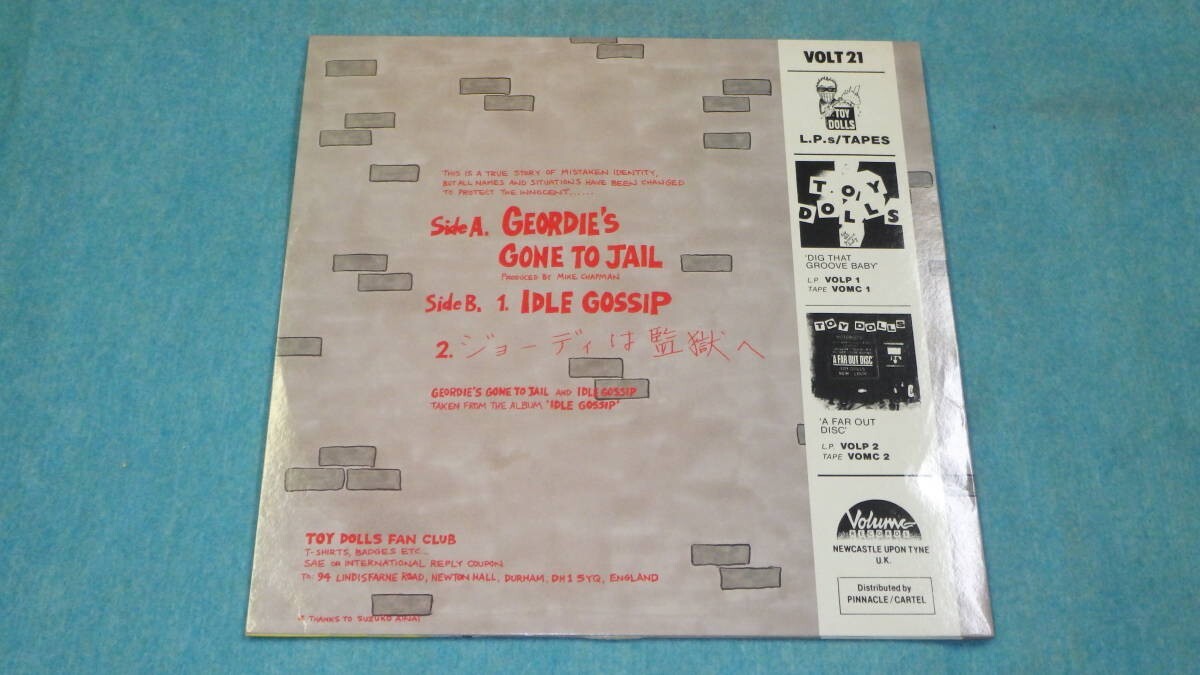 THIS IS A TRUE STORY OF MISTAKEN IDENTITY,
BUT ALL NAMES AND SITUATIONS HAVE BEEN CHANGED
TO PROTECT THE INNOCENT......
Side A. GEORDIE'S
GONE TO JAIL
PRODUCED BY MIKE CHAPMAN
Side B. 1. IDLE GOSSIP
2. ジョーディは監獄へ
GEORDIE'S GONE TO JAIL AND IDLE GOSSIP
TAKEN FROM THE ALBUM 'IDLE GOSSIP'
TOY DOLLS FAN CLUB
T-SHIRTS, BADGES ETC...
SAE OR INTERNATIONAL REPLY COUPON
TO: 94 LINDISFARNE ROAD, NEWTON HALL, DURHAM, DH1 5YQ, ENGLAND
THANKS TO SUZUKO AINAI
VOLT 21
TOY
DOLLS
L.P.s/TAPES
TOY
DOLLS
'DIG THAT
GROOVE BABY'
L.P. VOLP 1
TAPE VOMC 1
TOY DOLLS
'A FAR OUT DISC'
'A FAR OUT
DISC'
L.P. VOLP 2
TAPE VOMC 2
Volume
RECORDS
NEWCASTLE UPON TYNE
U.K.
Distributed by
PINNACLE/CARTEL